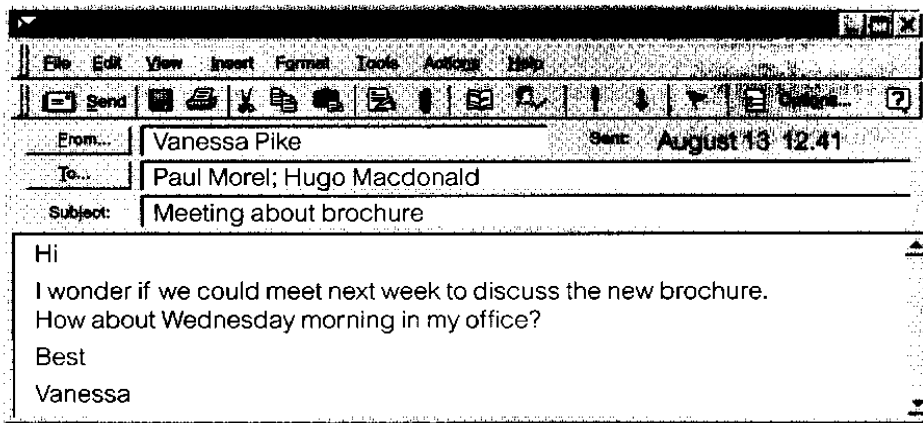 File Edit View Insert Format Tools Actions Help
Send Options...
From... Vanessa Pike Sent: August 13 12.41
To... Paul Morel; Hugo Macdonald
Subject: Meeting about brochure
Hi
I wonder if we could meet next week to discuss the new brochure.
How about Wednesday morning in my office?
Best
Vanessa